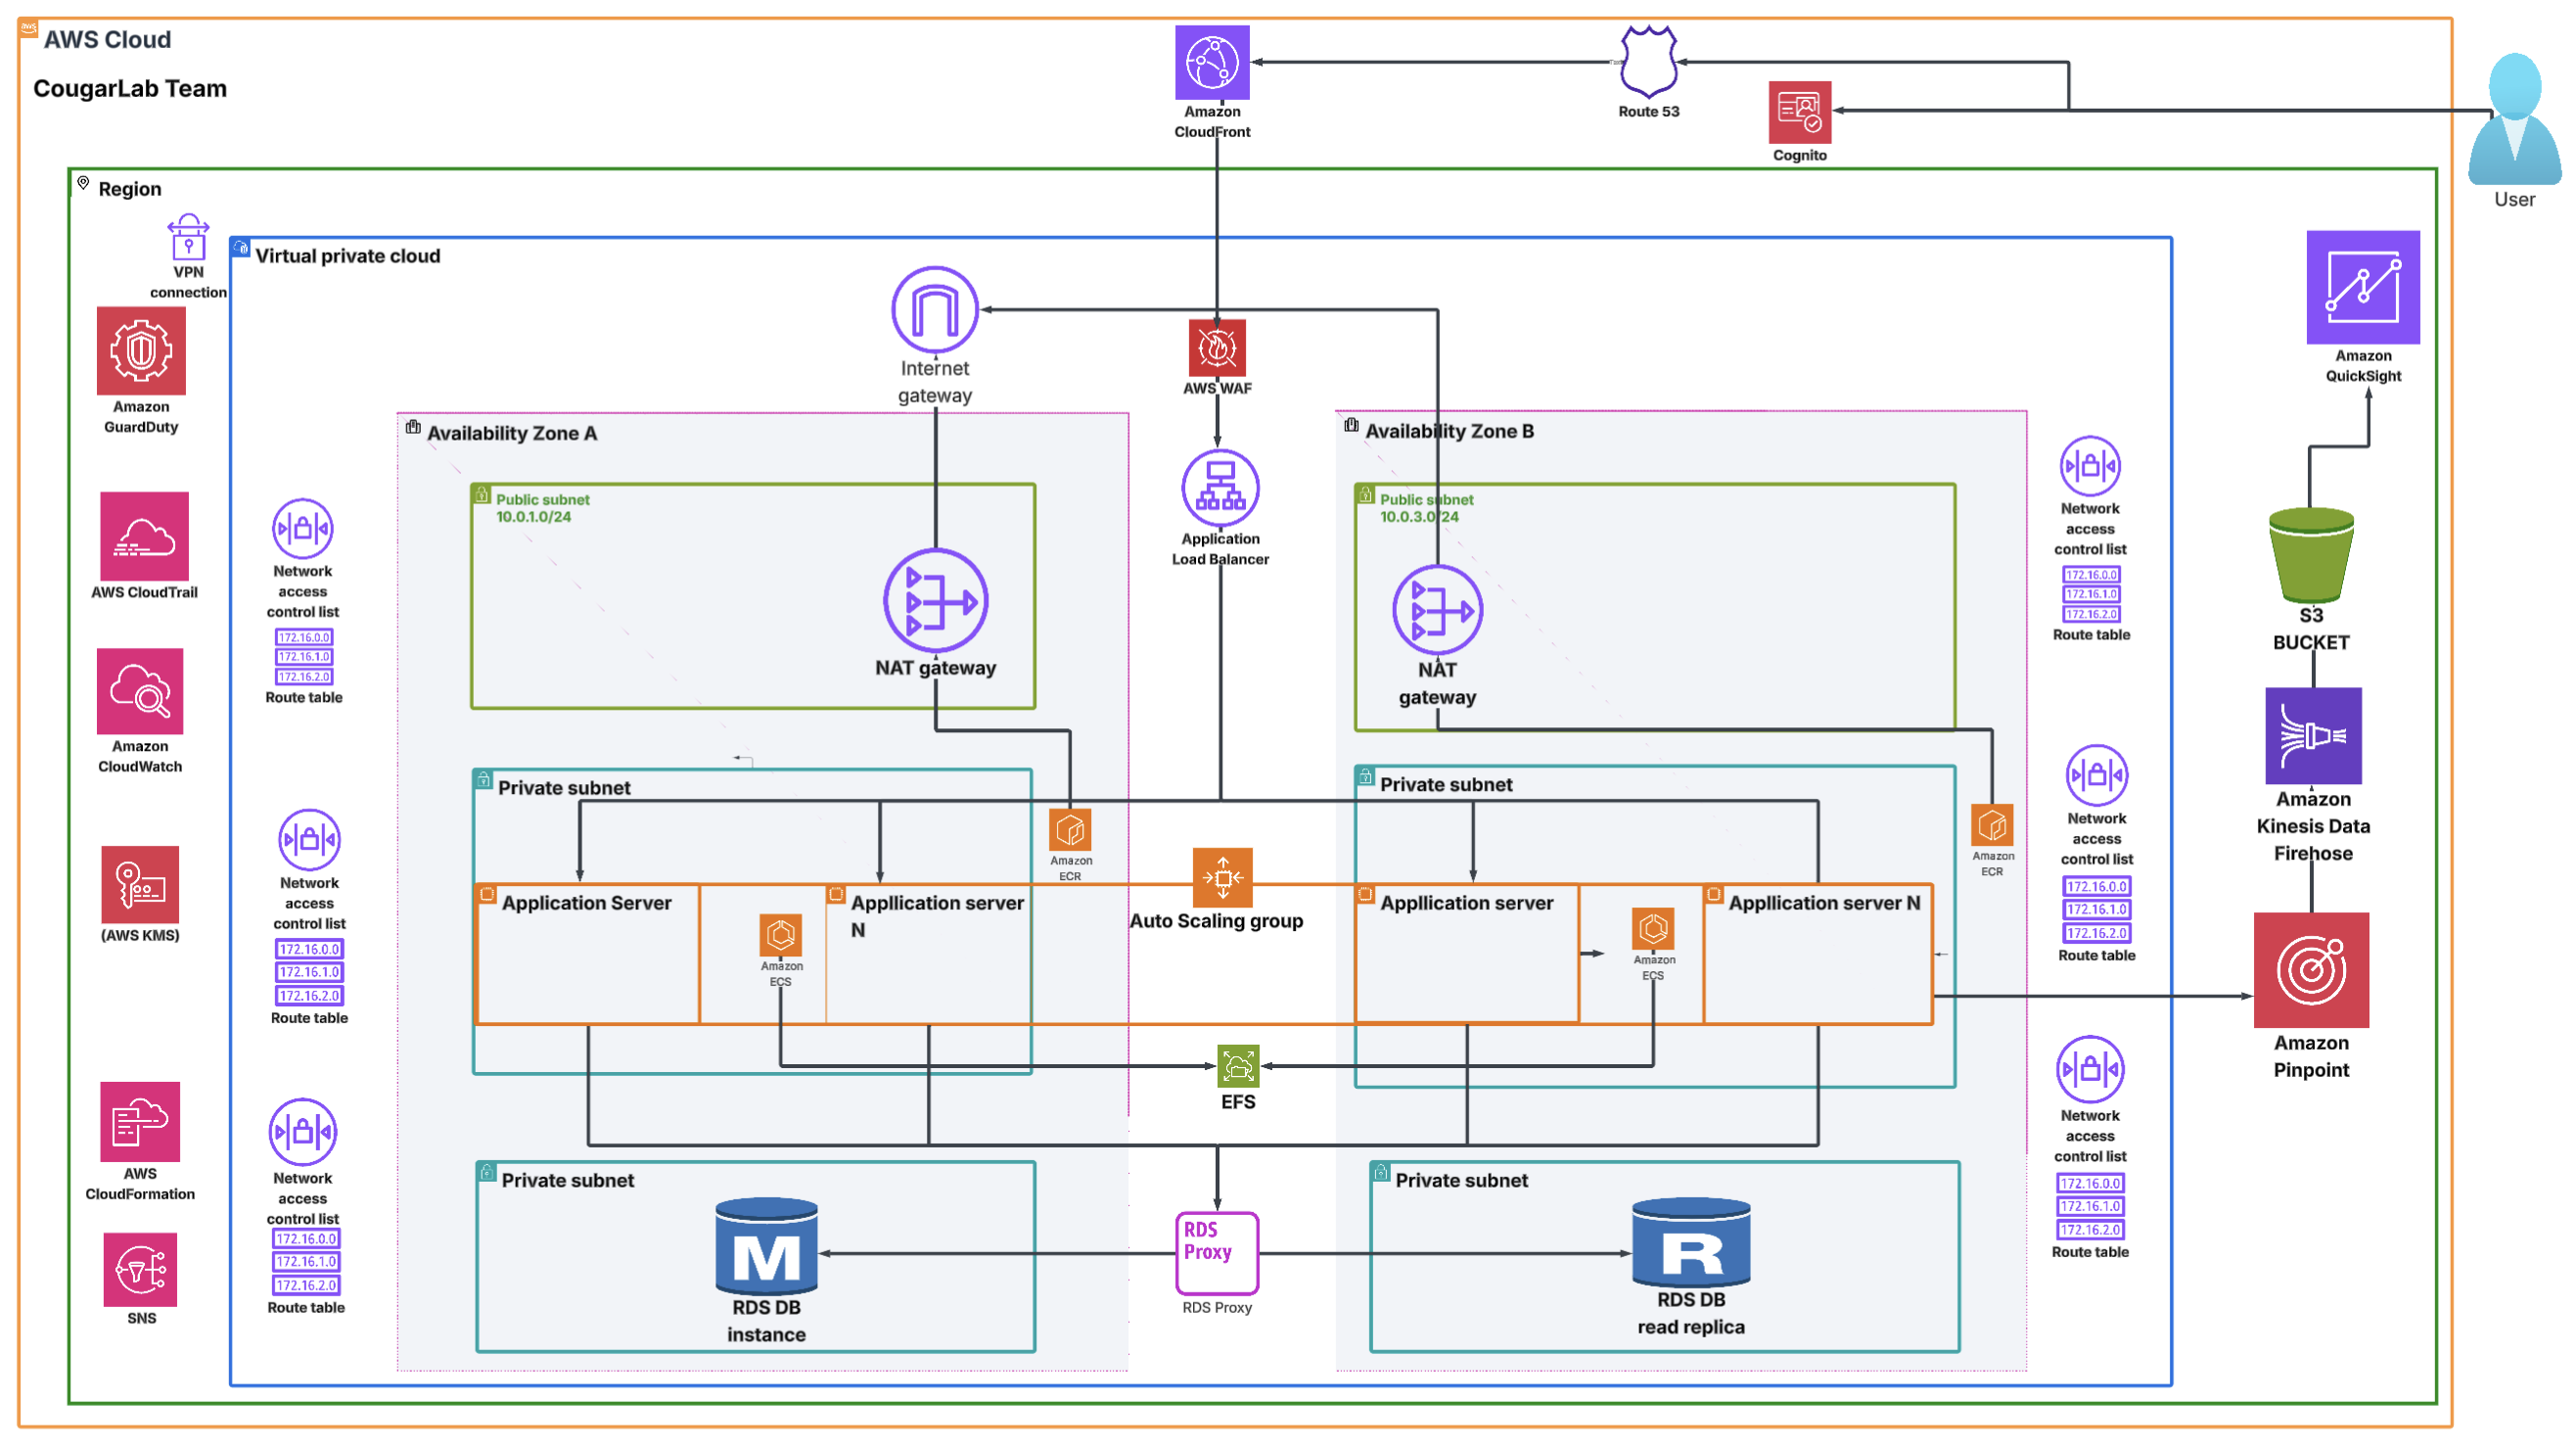 aws
AWS Cloud
CougarLab Team
Amazon
CloudFront
Route 53
Cognito
User
Region
VPN
connection
Virtual private cloud
Internet
gateway
AWS WAF
Amazon
QuickSight
Amazon
GuardDuty
Availability Zone A
Availability Zone B
Public subnet
10.0.1.0/24
Public subnet
10.0.3.0/24
Application
Load Balancer
AWS CloudTrail
Network
access
control list
172.16.0.0
172.16.1.0
172.16.2.0
Route table
Network
access
control list
172.16.0.0
172.16.1.0
172.16.2.0
Route table
S3
BUCKET
NAT gateway
NAT
gateway
Amazon
CloudWatch
Private subnet
Private subnet
Amazon
ECR
Amazon
ECR
Amazon
Kinesis Data
Firehose
Network
access
control list
172.16.0.0
172.16.1.0
172.16.2.0
Route table
Network
access
control list
172.16.0.0
172.16.1.0
172.16.2.0
Route table
(AWS KMS)
Application Server
Amazon
ECS
Appllication server
N
Auto Scaling group
Appllication server
Amazon
ECS
Appllication server N
Amazon
Pinpoint
EFS
AWS
CloudFormation
Network
access
control list
172.16.0.0
172.16.1.0
172.16.2.0
Route table
Network
access
control list
172.16.0.0
172.16.1.0
172.16.2.0
Route table
SNS
Private subnet
M
RDS DB
instance
RDS
Proxy
RDS Proxy
Private subnet
R
RDS DB
read replica